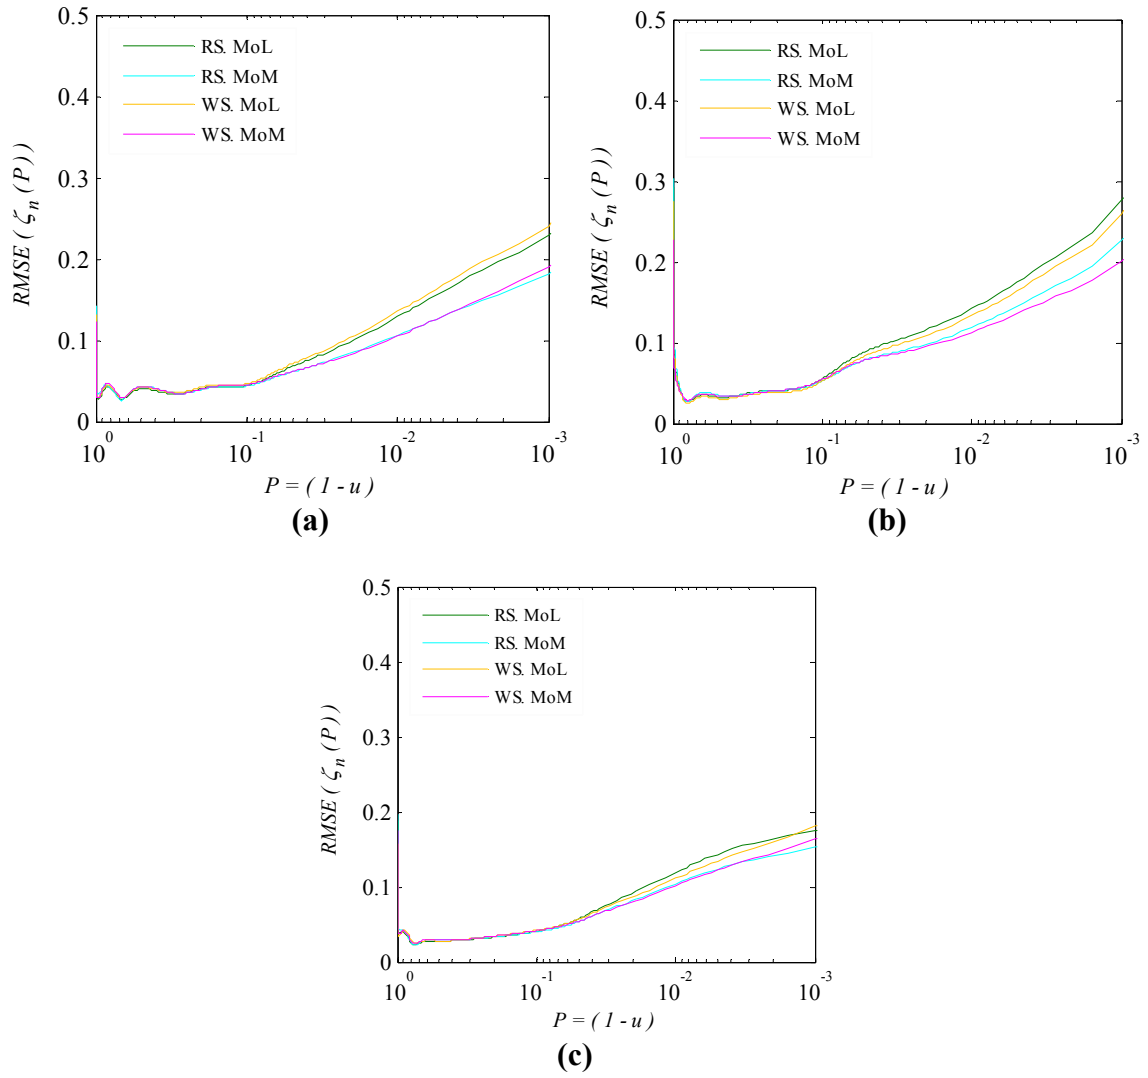 0.5
0.4
0.3
0.2
0.1
0
RMSE ( ζn (P))
RS. MoL
RS. MoM
WS. MoL
WS. MoM
10^0
10^-1
10^-2
10^-3
P = ( 1 - u )
(a)
0.5
0.4
0.3
0.2
0.1
0
RMSE ( ζn (P))
RS. MoL
RS. MoM
WS. MoL
WS. MoM
10^0
10^-1
10^-2
10^-3
P = ( 1 - u )
(b)
0.5
0.4
0.3
0.2
0.1
0
RMSE ( ζn (P))
RS. MoL
RS. MoM
WS. MoL
WS. MoM
10^0
10^-1
10^-2
10^-3
P = ( 1 - u )
(c)